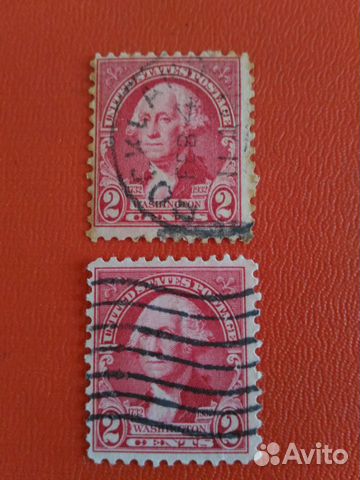 UNITED STATES POSTAGE
1732 1932
2 WASHINGTON 2
CENTS
UNITED STATES POSTAGE
1732 1932
2 WASHINGTON 2
CENTS
Avito